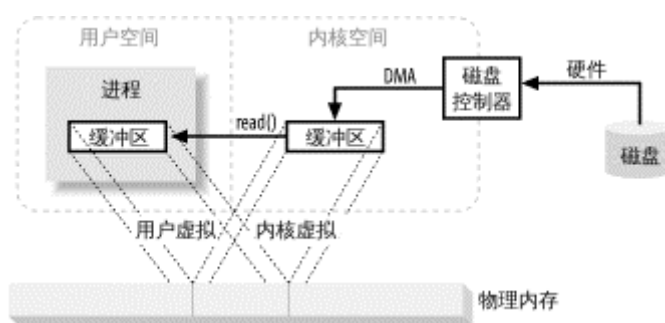 用户空间
内核空间
进程
缓冲区
read()
缓冲区
DMA
磁盘
控制器
硬件
磁盘
用户虚拟
内核虚拟
物理内存